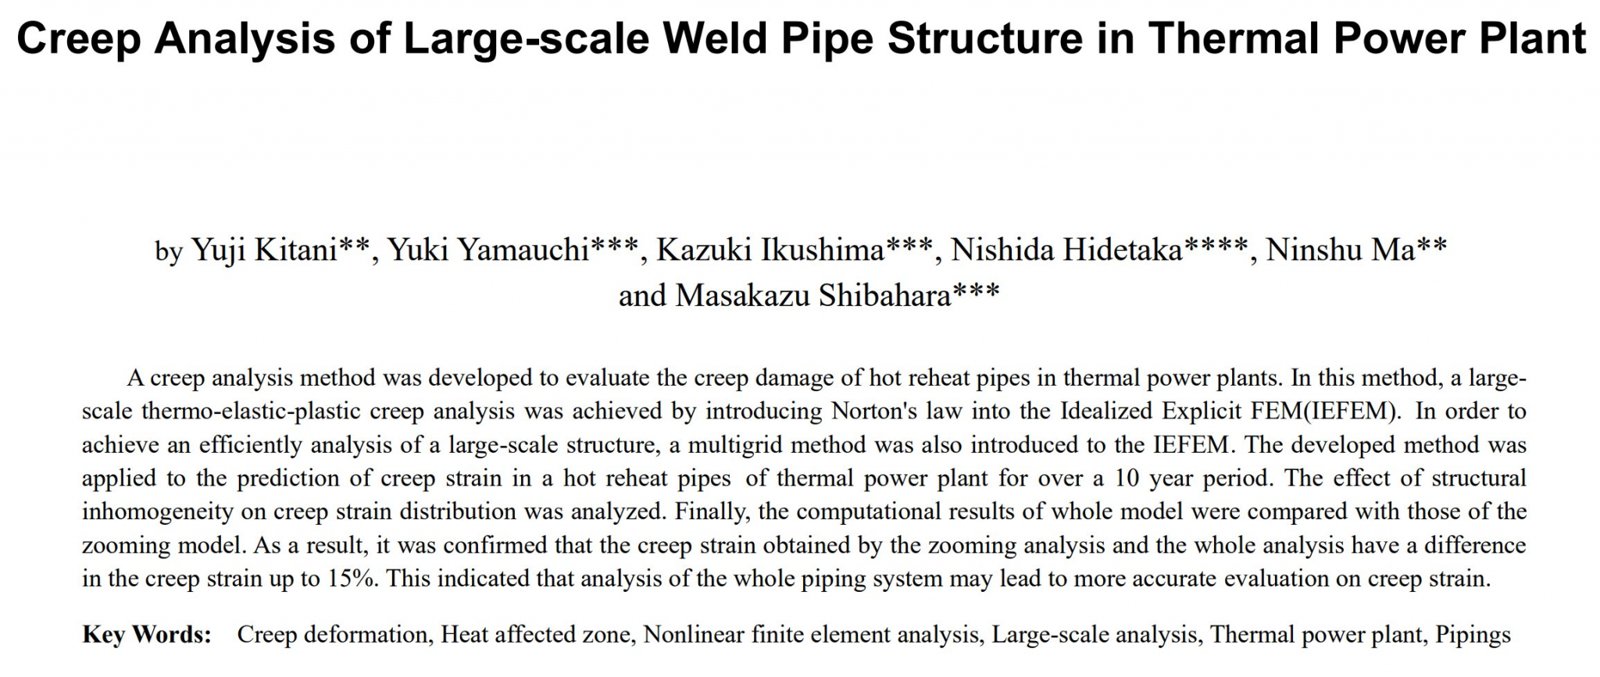 Creep Analysis of Large-scale Weld Pipe Structure in Thermal Power Plant
by Yuji Kitani**, Yuki Yamauchi***, Kazuki Ikushima***, Nishida Hidetaka****, Ninshu Ma**
and Masakazu Shibahara***
A creep analysis method was developed to evaluate the creep damage of hot reheat pipes in thermal power plants. In this method, a large-
scale thermo-elastic-plastic creep analysis was achieved by introducing Norton's law into the Idealized Explicit FEM(IEFEM). In order to
achieve an efficiently analysis of a large-scale structure, a multigrid method was also introduced to the IEFEM. The developed method was
applied to the prediction of creep strain in a hot reheat pipes of thermal power plant for over a 10 year period. The effect of structural
inhomogeneity on creep strain distribution was analyzed. Finally, the computational results of whole model were compared with those of the
zooming model. As a result, it was confirmed that the creep strain obtained by the zooming analysis and the whole analysis have a difference
in the creep strain up to 15%. This indicated that analysis of the whole piping system may lead to more accurate evaluation on creep strain.
Key Words: Creep deformation, Heat affected zone, Nonlinear finite element analysis, Large-scale analysis, Thermal power plant, Pipings